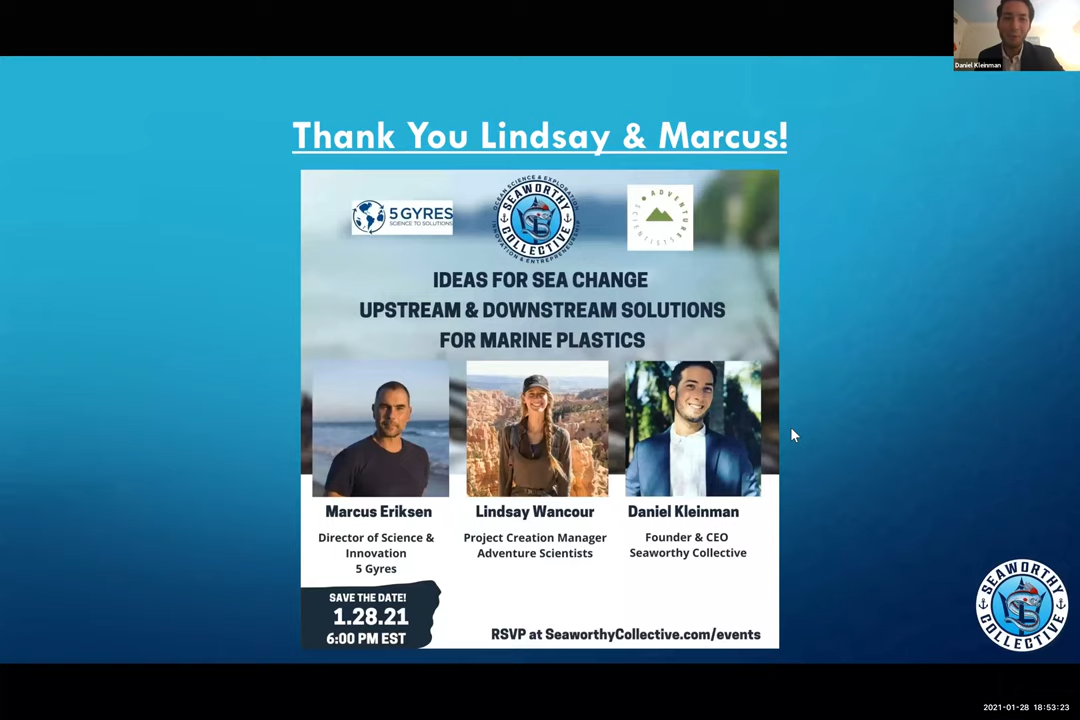 Daniel Kleinman
Thank You Lindsay & Marcus!
5 GYRES
SCIENCE TO SOLUTIONS
OCEAN SCIENCE & EXPLORATION
SEAWORTHY
COLLECTIVE
INNOVATION & ENTREPRENEURSHIP
ADVENTURE
SCIENTISTS
IDEAS FOR SEA CHANGE
UPSTREAM & DOWNSTREAM SOLUTIONS
FOR MARINE PLASTICS
Marcus Eriksen
Director of Science &
Innovation
5 Gyres
Lindsay Wancour
Project Creation Manager
Adventure Scientists
Daniel Kleinman
Founder & CEO
Seaworthy Collective
SAVE THE DATE!
1.28.21
6:00 PM EST
RSVP at SeaworthyCollective.com/events
SEAWORTHY
COLLECTIVE
2021-01-28 18:53:23